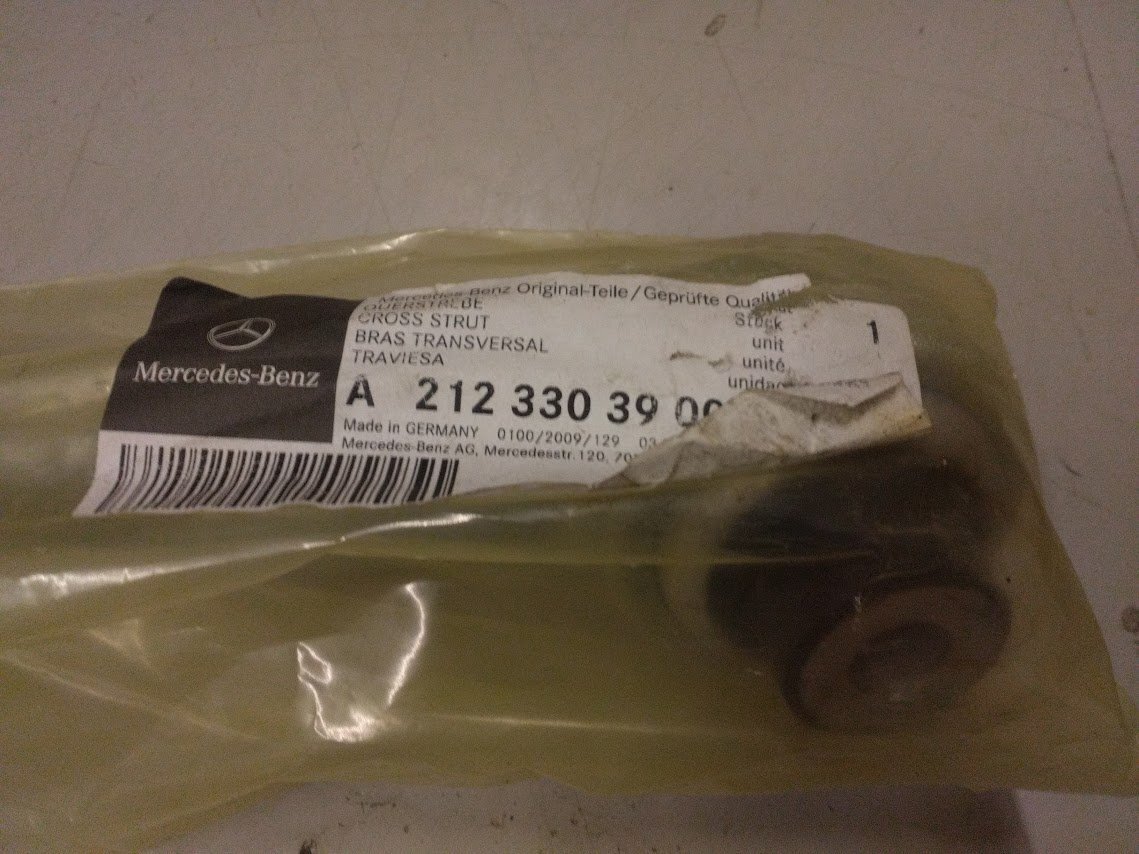 Mercedes-Benz
Mercedes-Benz Original-Teile/Geprüfte Qualität
QUERSTREBE
CROSS STRUT
BRAS TRANSVERSAL
TRAVIESA
Stück
unit
unité
1
A 212 330 39
Made in GERMANY 0100/2009/129
Mercedes-Benz AG, Mercedesstr.120,